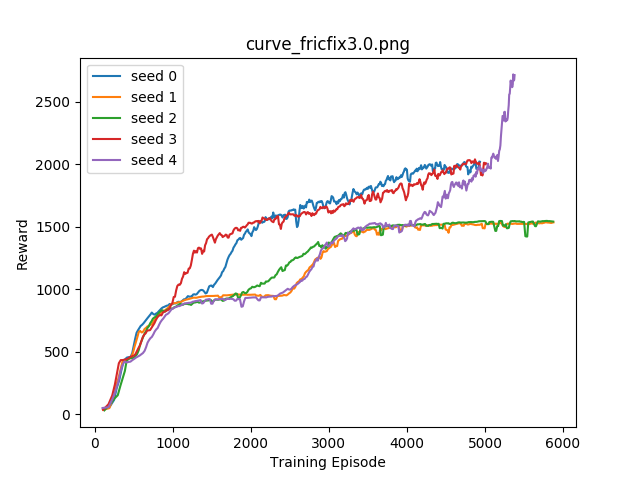 curve_fricfix3.0.png
seed 0
seed 1
seed 2
seed 3
seed 4
Reward
2500
2000
1500
1000
500
0
0 1000 2000 3000 4000 5000 6000
Training Episode